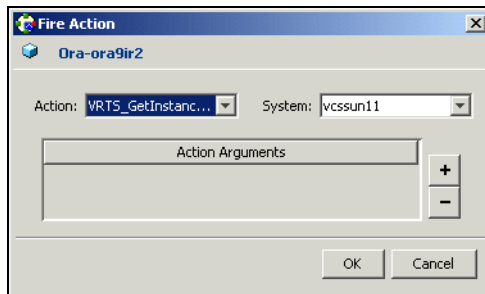 Fire Action
Ora-ora9ir2
Action: VRTS_GetInstanc... System: vcssun11
Action Arguments
+
-
OK Cancel